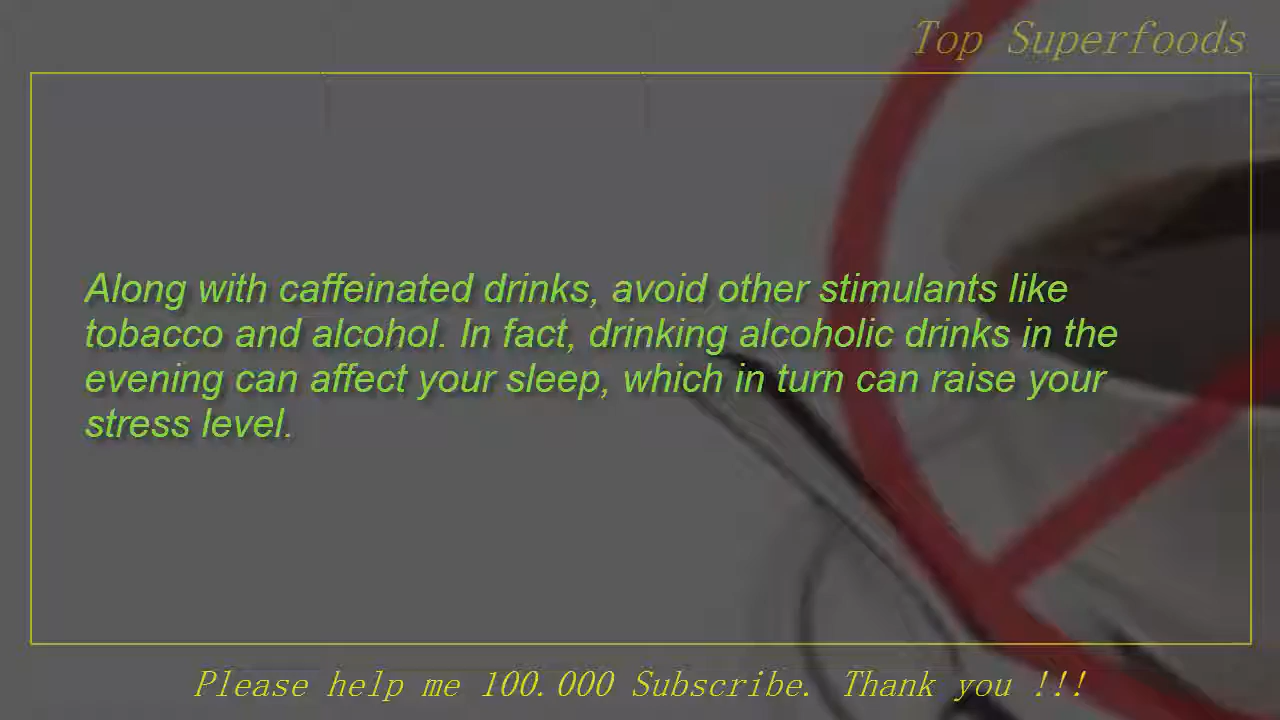 Top Superfoods
Along with caffeinated drinks, avoid other stimulants like
tobacco and alcohol. In fact, drinking alcoholic drinks in the
evening can affect your sleep, which in turn can raise your
stress level.
Please help me 100.000 Subscribe. Thank you !!!